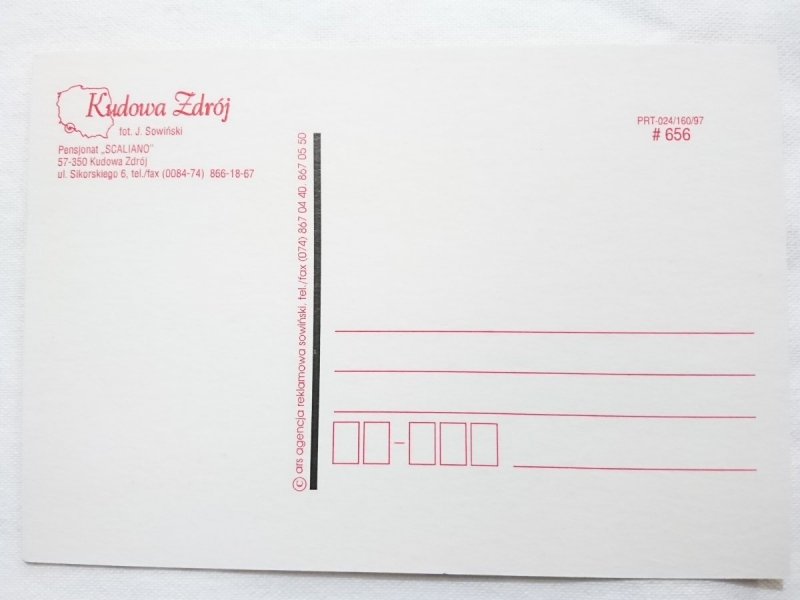 Kudowa Zdrój
fot. J. Sowiński
Pensjonat „SCALIANO"
57-350 Kudowa Zdrój
ul. Sikorskiego 6, tel./fax (0084-74) 866-18-67
© ars agencja reklamowa sowiński. tel./fax (074) 867 04 40. 867 05 50
PRT-024/160/97
# 656